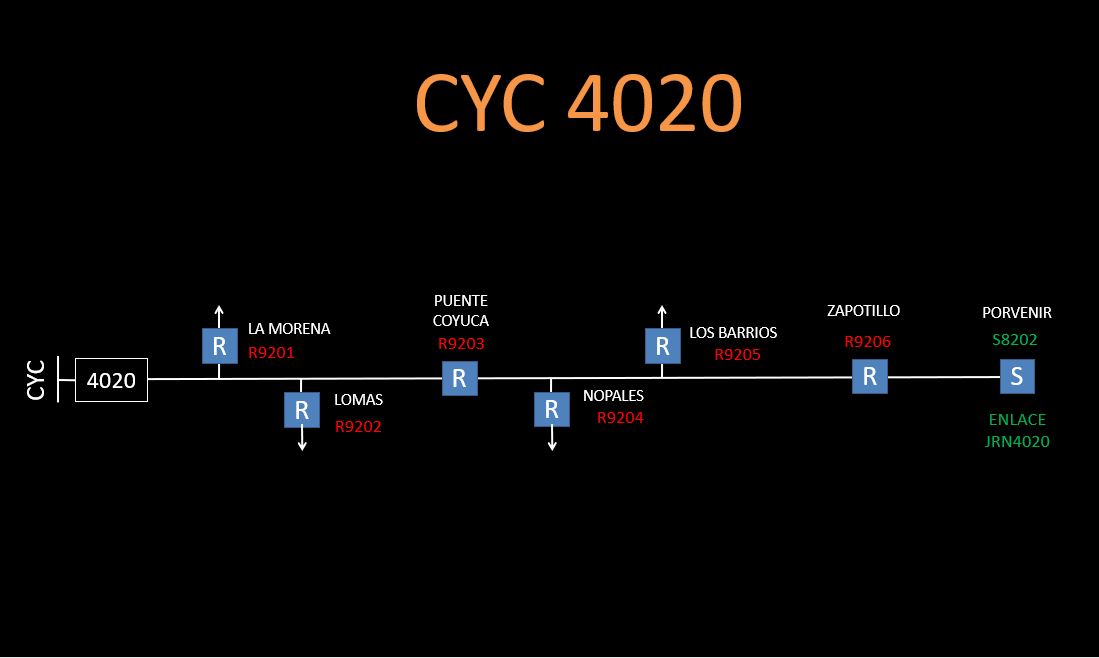 CYC 4020
CYC
4020
R
LA MORENA
R9201
R
LOMAS
R9202
PUENTE
COYUCA
R9203
R
R
NOPALES
R9204
R
LOS BARRIOS
R9205
ZAPOTILLO
R9206
R
PORVENIR
S8202
S
ENLACE
JRN4020